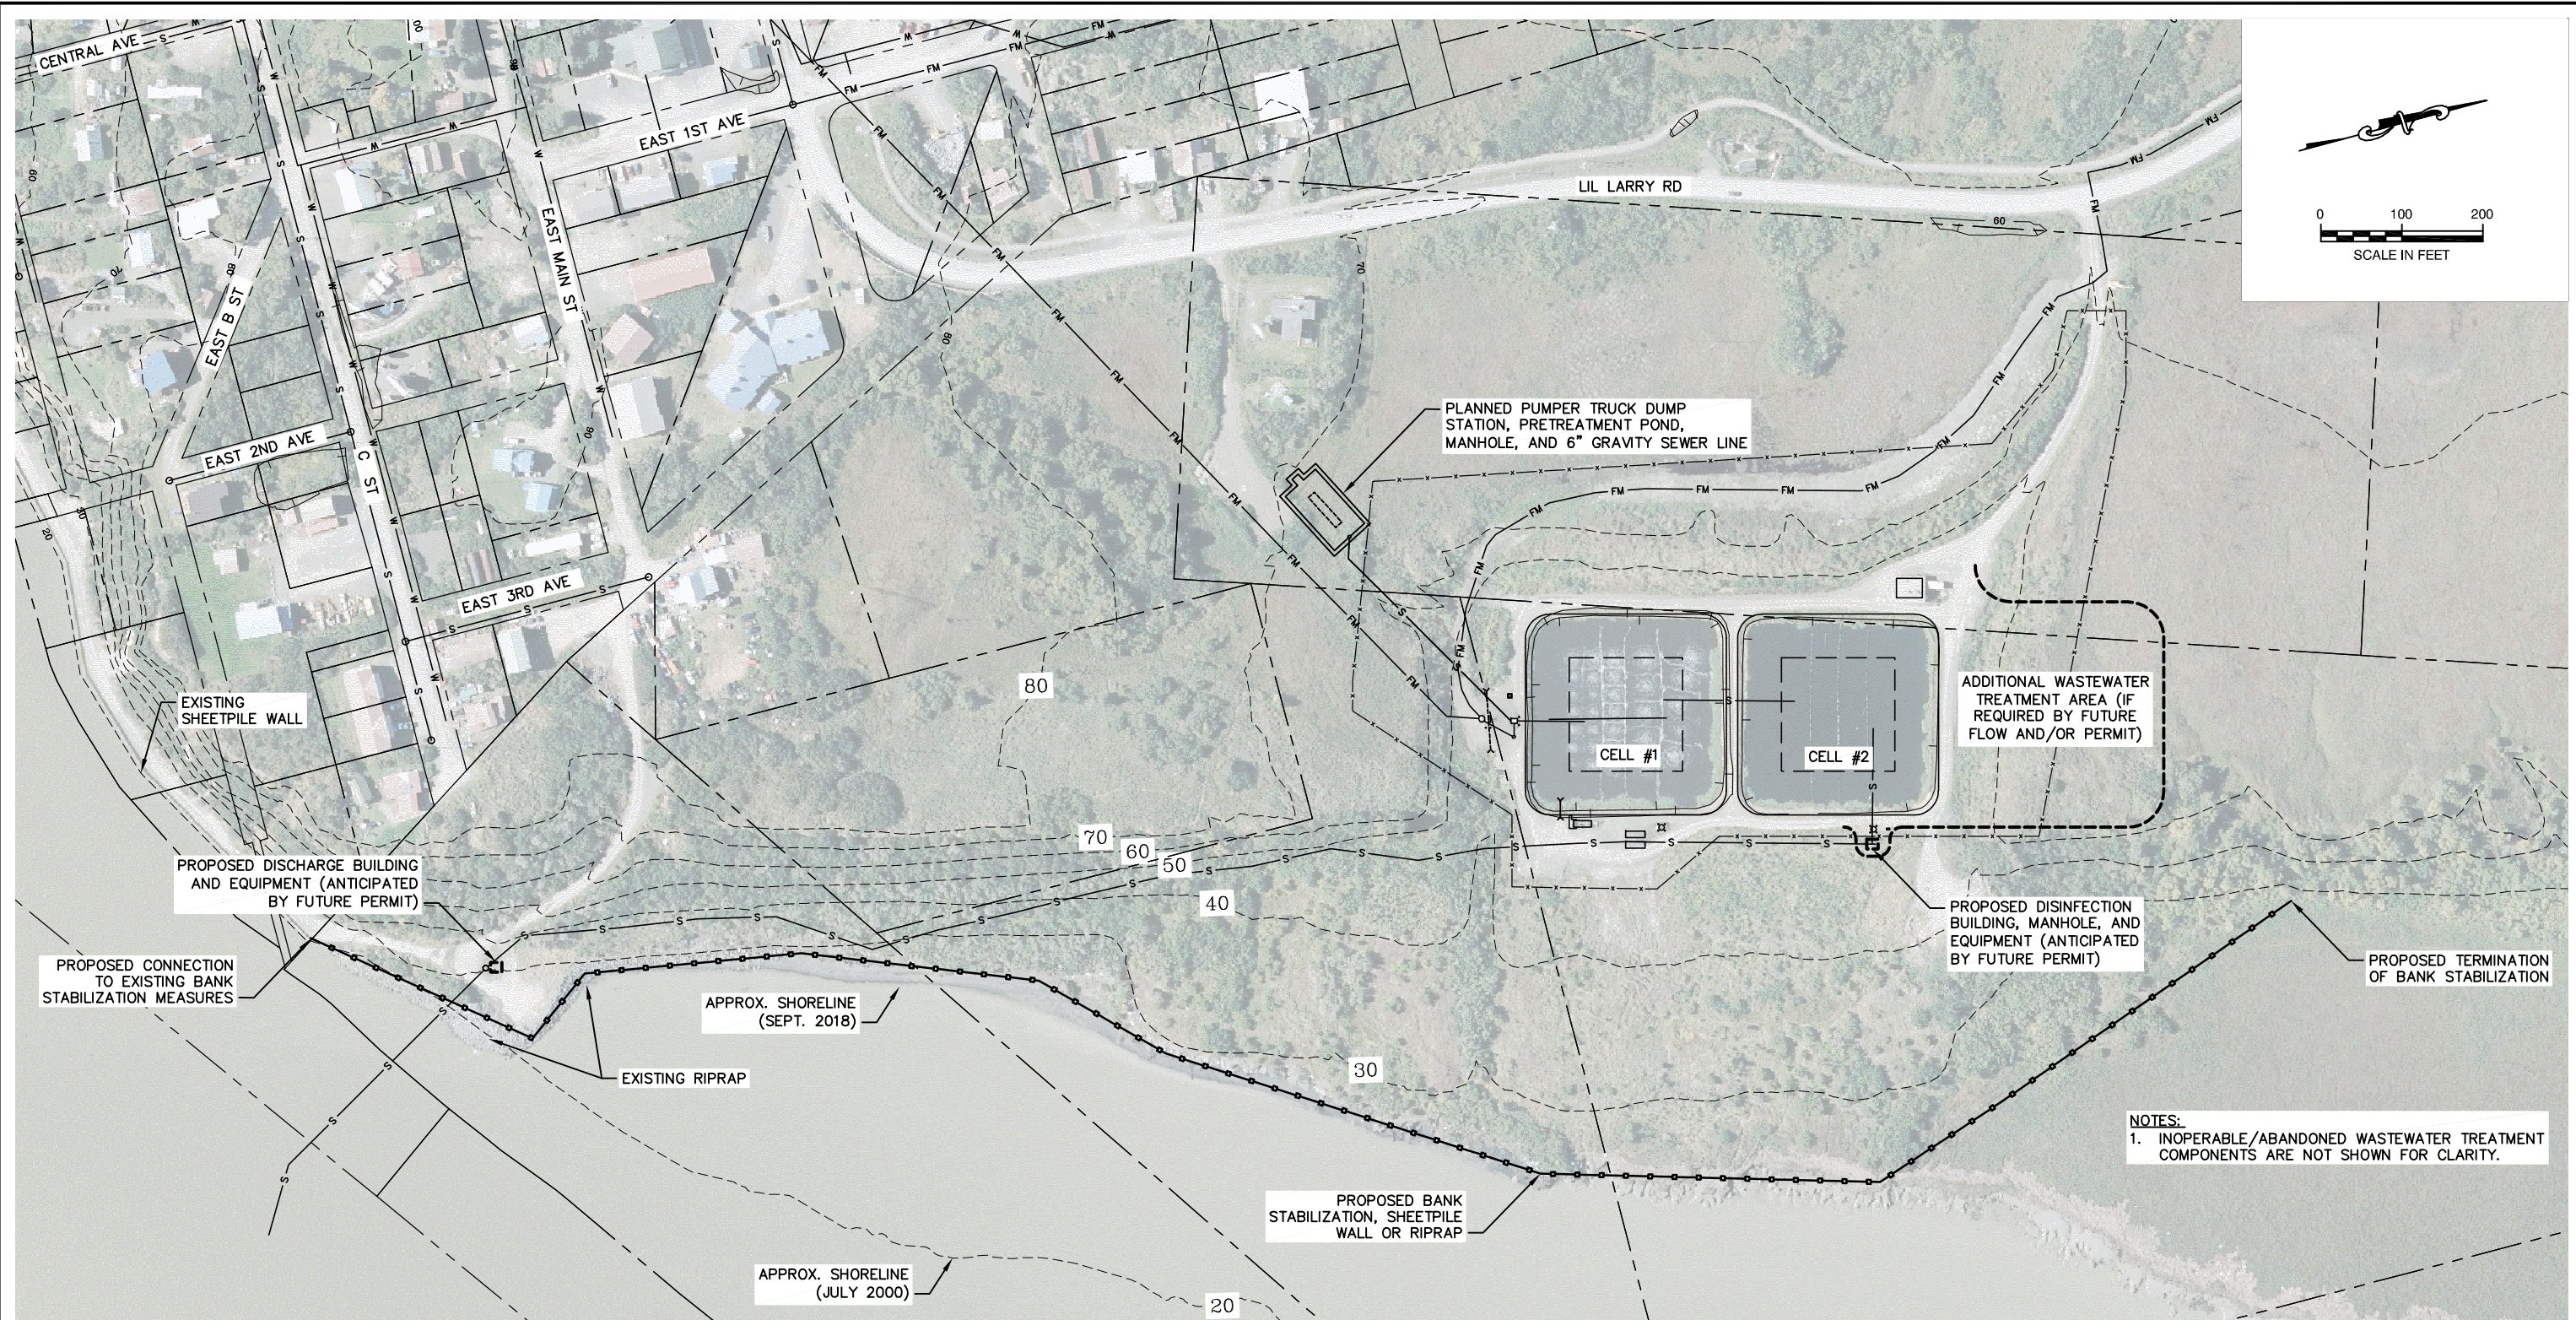 CENTRAL AVE
EAST 1ST AVE
EAST MAIN ST
EAST B ST
EAST 2ND AVE
C ST
EAST 3RD AVE
LIL LARRY RD
0 100 200
SCALE IN FEET
PLANNED PUMPER TRUCK DUMP
STATION, PRETREATMENT POND,
MANHOLE, AND 6" GRAVITY SEWER LINE
EXISTING
SHEETPILE WALL
ADDITIONAL WASTEWATER
TREATMENT AREA (IF
REQUIRED BY FUTURE
FLOW AND/OR PERMIT)
CELL #1
CELL #2
80
70
60
50
40
30
20
PROPOSED DISCHARGE BUILDING
AND EQUIPMENT (ANTICIPATED
BY FUTURE PERMIT)
PROPOSED CONNECTION
TO EXISTING BANK
STABILIZATION MEASURES
APPROX. SHORELINE
(SEPT. 2018)
EXISTING RIPRAP
PROPOSED DISINFECTION
BUILDING, MANHOLE, AND
EQUIPMENT (ANTICIPATED
BY FUTURE PERMIT)
PROPOSED TERMINATION
OF BANK STABILIZATION
PROPOSED BANK
STABILIZATION, SHEETPILE
WALL OR RIPRAP
APPROX. SHORELINE
(JULY 2000)
NOTES:
1. INOPERABLE/ABANDONED WASTEWATER TREATMENT
COMPONENTS ARE NOT SHOWN FOR CLARITY.